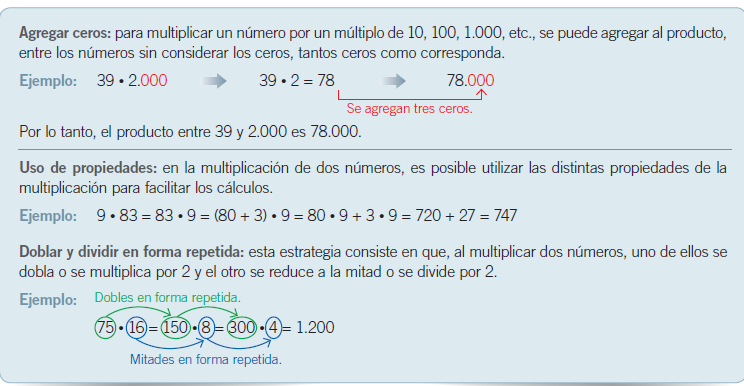 Agregar ceros: para multiplicar un número por un múltiplo de 10, 100, 1.000, etc., se puede agregar al producto,
entre los números sin considerar los ceros, tantos ceros como corresponda.
Ejemplo: 39 • 2.000 39 • 2 = 78 78.000
Se agregan tres ceros.
Por lo tanto, el producto entre 39 y 2.000 es 78.000.
Uso de propiedades: en la multiplicación de dos números, es posible utilizar las distintas propiedades de la
multiplicación para facilitar los cálculos.
Ejemplo: 9 • 83 = 83 • 9 = (80 + 3) • 9 = 80 • 9 + 3 • 9 = 720 + 27 = 747
Doblar y dividir en forma repetida: esta estrategia consiste en que, al multiplicar dos números, uno de ellos se
dobla o se multiplica por 2 y el otro se reduce a la mitad o se divide por 2.
Ejemplo: Dobles en forma repetida.
75 • 16 = 150 • 8 = 300 • 4 = 1.200
Mitades en forma repetida.